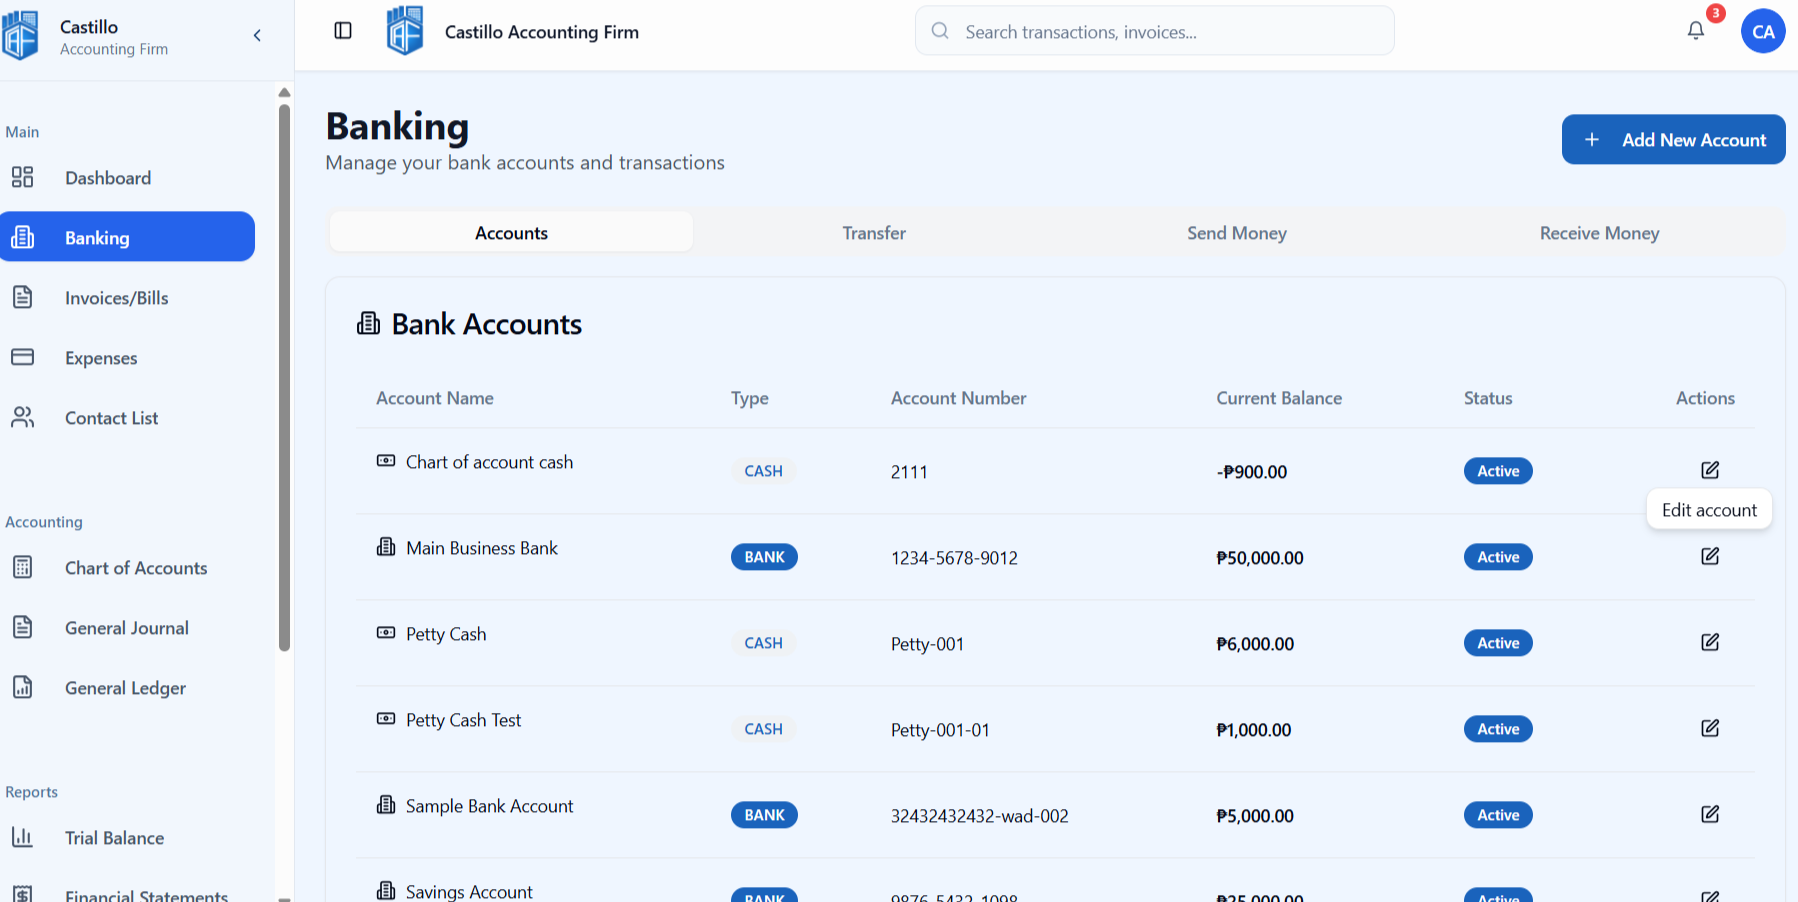 Castillo
Accounting Firm
Castillo Accounting Firm
Search transactions, invoices...
3
CA
Main
Dashboard
Banking
Invoices/Bills
Expenses
Contact List
Accounting
Chart of Accounts
General Journal
General Ledger
Reports
Trial Balance
Financial Statements
Banking
Manage your bank accounts and transactions
+ Add New Account
Accounts Transfer Send Money Receive Money
Bank Accounts
Account Name Type Account Number Current Balance Status Actions
Chart of account cash CASH 2111 -₱900.00 Active
Edit account
Main Business Bank BANK 1234-5678-9012 ₱50,000.00 Active
Petty Cash CASH Petty-001 ₱6,000.00 Active
Petty Cash Test CASH Petty-001-01 ₱1,000.00 Active
Sample Bank Account BANK 32432432432-wad-002 ₱5,000.00 Active
Savings Account BANK 9876-5432-1098 ₱25,000.00 Active